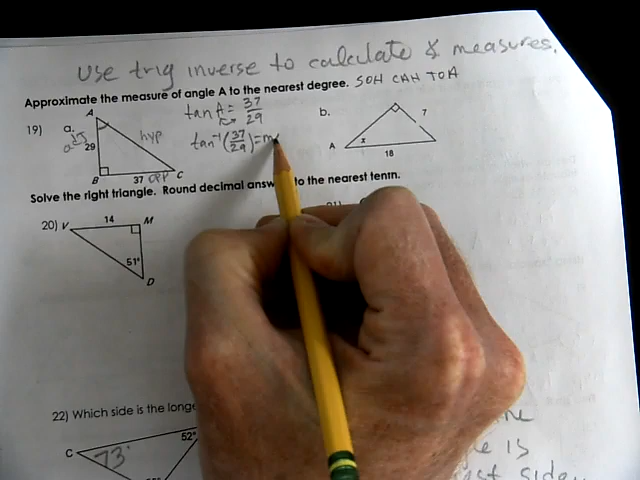 Use trig inverse to calculate ∡ measures.
Approximate the measure of angle A to the nearest degree. SOH CAH TOA
19) a. A hyp 29 B 37 opp C
tan A = 37/29
tan⁻¹(37/29) = m
b. A x 7 18
Solve the right triangle. Round decimal answ to the nearest tenth.
20) V 14 M 51° D
22) Which side is the longe
C 73° 52°
is